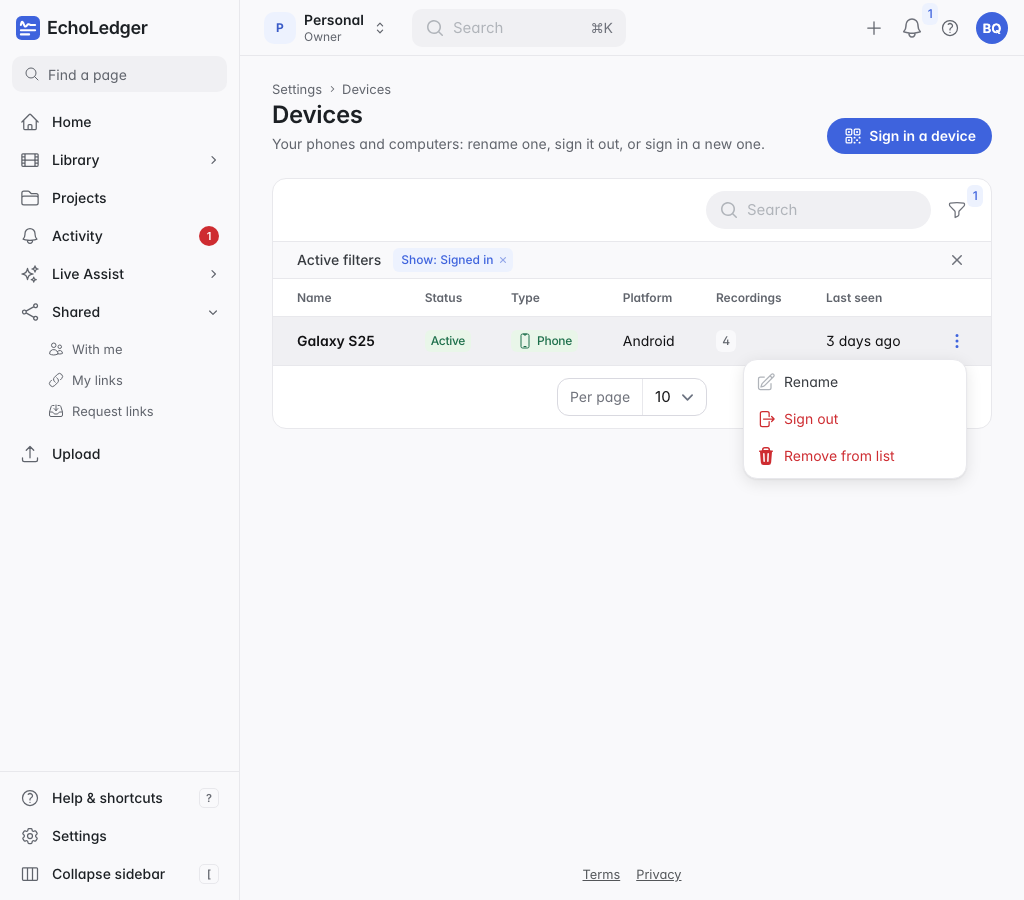 EchoLedger
Find a page
Home
Library
Projects
Activity 1
Live Assist
Shared
With me
My links
Request links
Upload
Help & shortcuts ?
Settings
Collapse sidebar [
P Personal
Owner
Search ⌘K
1
BQ
Settings › Devices
Devices
Your phones and computers: rename one, sign it out, or sign in a new one.
Sign in a device
Search
1
Active filters Show: Signed in ×
Name Status Type Platform Recordings Last seen
Galaxy S25 Active Phone Android 4 3 days ago
Per page 10
Rename
Sign out
Remove from list
Terms Privacy